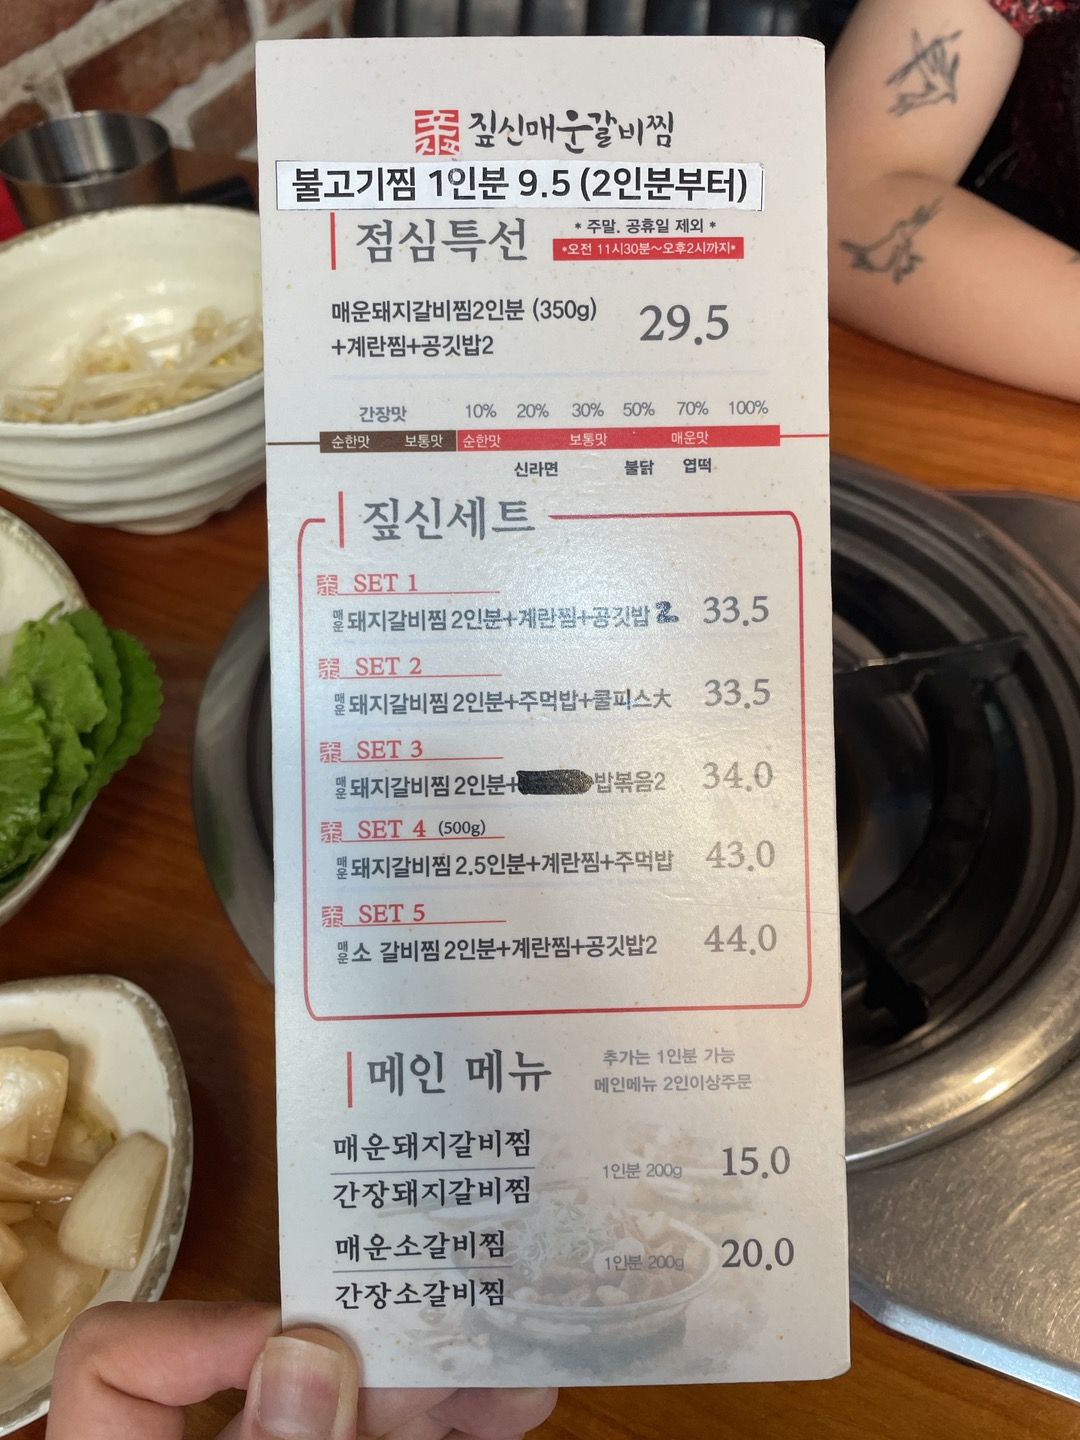 짚신매운갈비찜
불고기찜 1인분 9.5 (2인분부터)
점심특선
* 주말, 공휴일 제외 *
*오전 11시30분~오후2시까지*
매운돼지갈비찜2인분 (350g)
+계란찜+공깃밥2
29.5
간장맛 10% 20% 30% 50% 70% 100%
순한맛 보통맛 순한맛 보통맛 매운맛
신라면 불닭 엽떡
짚신세트
SET 1
매운 돼지갈비찜 2인분+계란찜+공깃밥 2 33.5
SET 2
매운 돼지갈비찜 2인분+주먹밥+쿨피스大 33.5
SET 3
매운 돼지갈비찜 2인분+ 밥볶음2 34.0
SET 4 (500g)
매운 돼지갈비찜 2.5인분+계란찜+주먹밥 43.0
SET 5
매운 소 갈비찜 2인분+계란찜+공깃밥2 44.0
메인 메뉴
추가는 1인분 가능
메인메뉴 2인이상주문
매운돼지갈비찜
간장돼지갈비찜
1인분 200g 15.0
매운소갈비찜
간장소갈비찜
1인분 200g 20.0